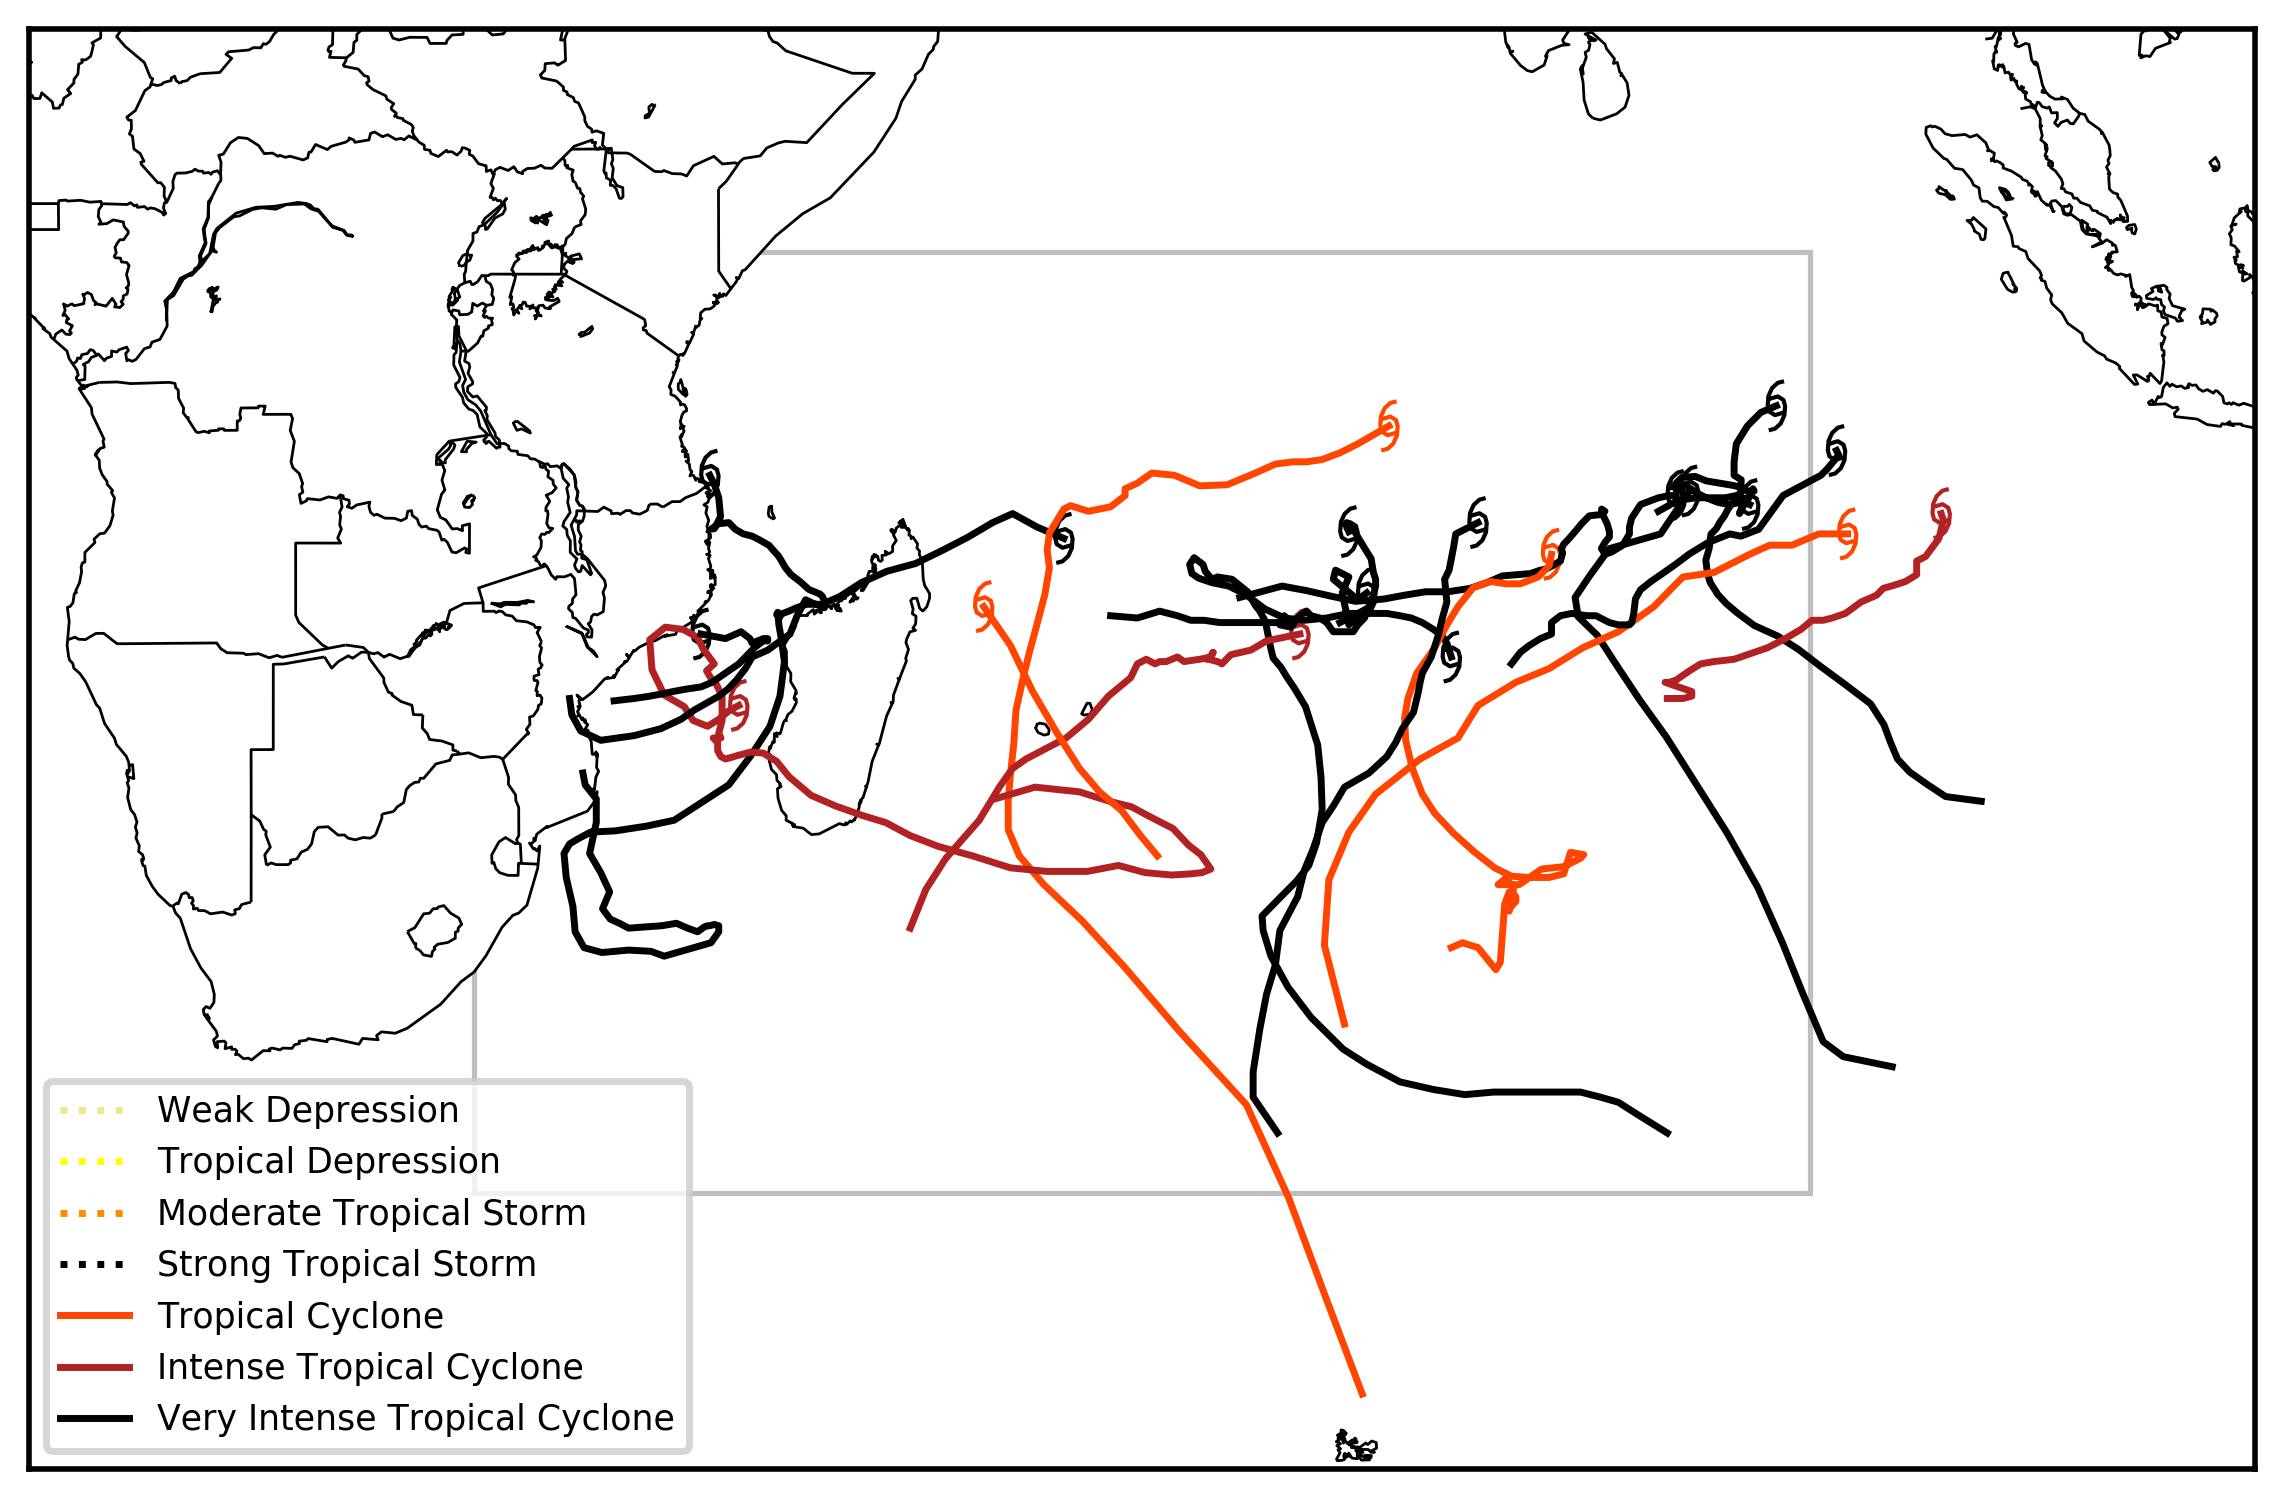 Weak Depression
Tropical Depression
Moderate Tropical Storm
Strong Tropical Storm
Tropical Cyclone
Intense Tropical Cyclone
Very Intense Tropical Cyclone